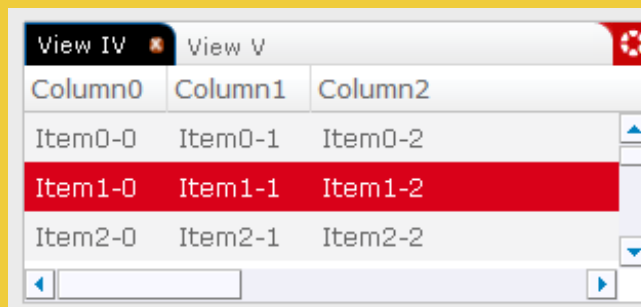 View IV View V
Column0 Column1 Column2
Item0-0 Item0-1 Item0-2
Item1-0 Item1-1 Item1-2
Item2-0 Item2-1 Item2-2